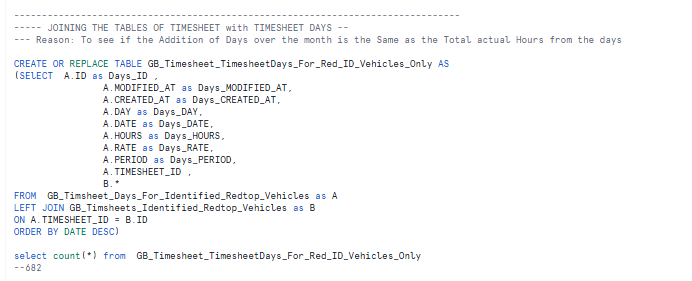 --------------------------------------------------------------------------------
----- JOINING THE TABLES OF TIMESHEET with TIMESHEET DAYS --
--- Reason: To see if the Addition of Days over the month is the Same as the Total actual Hours from the days
CREATE OR REPLACE TABLE GB_Timesheet_TimesheetDays_For_Red_ID_Vehicles_Only AS
(SELECT A.ID as Days_ID ,
A.MODIFIED_AT as Days_MODIFIED_AT,
A.CREATED_AT as Days_CREATED_AT,
A.DAY as Days_DAY,
A.DATE as Days_DATE,
A.HOURS as Days_HOURS,
A.RATE as Days_RATE,
A.PERIOD as Days_PERIOD,
A.TIMESHEET_ID ,
B.*
FROM GB_Timsheet_Days_For_Identified_Redtop_Vehicles as A
LEFT JOIN GB_Timsheets_Identified_Redtop_Vehicles as B
ON A.TIMESHEET_ID = B.ID
ORDER BY DATE DESC)
select count(*) from GB_Timesheet_TimesheetDays_For_Red_ID_Vehicles_Only
--682